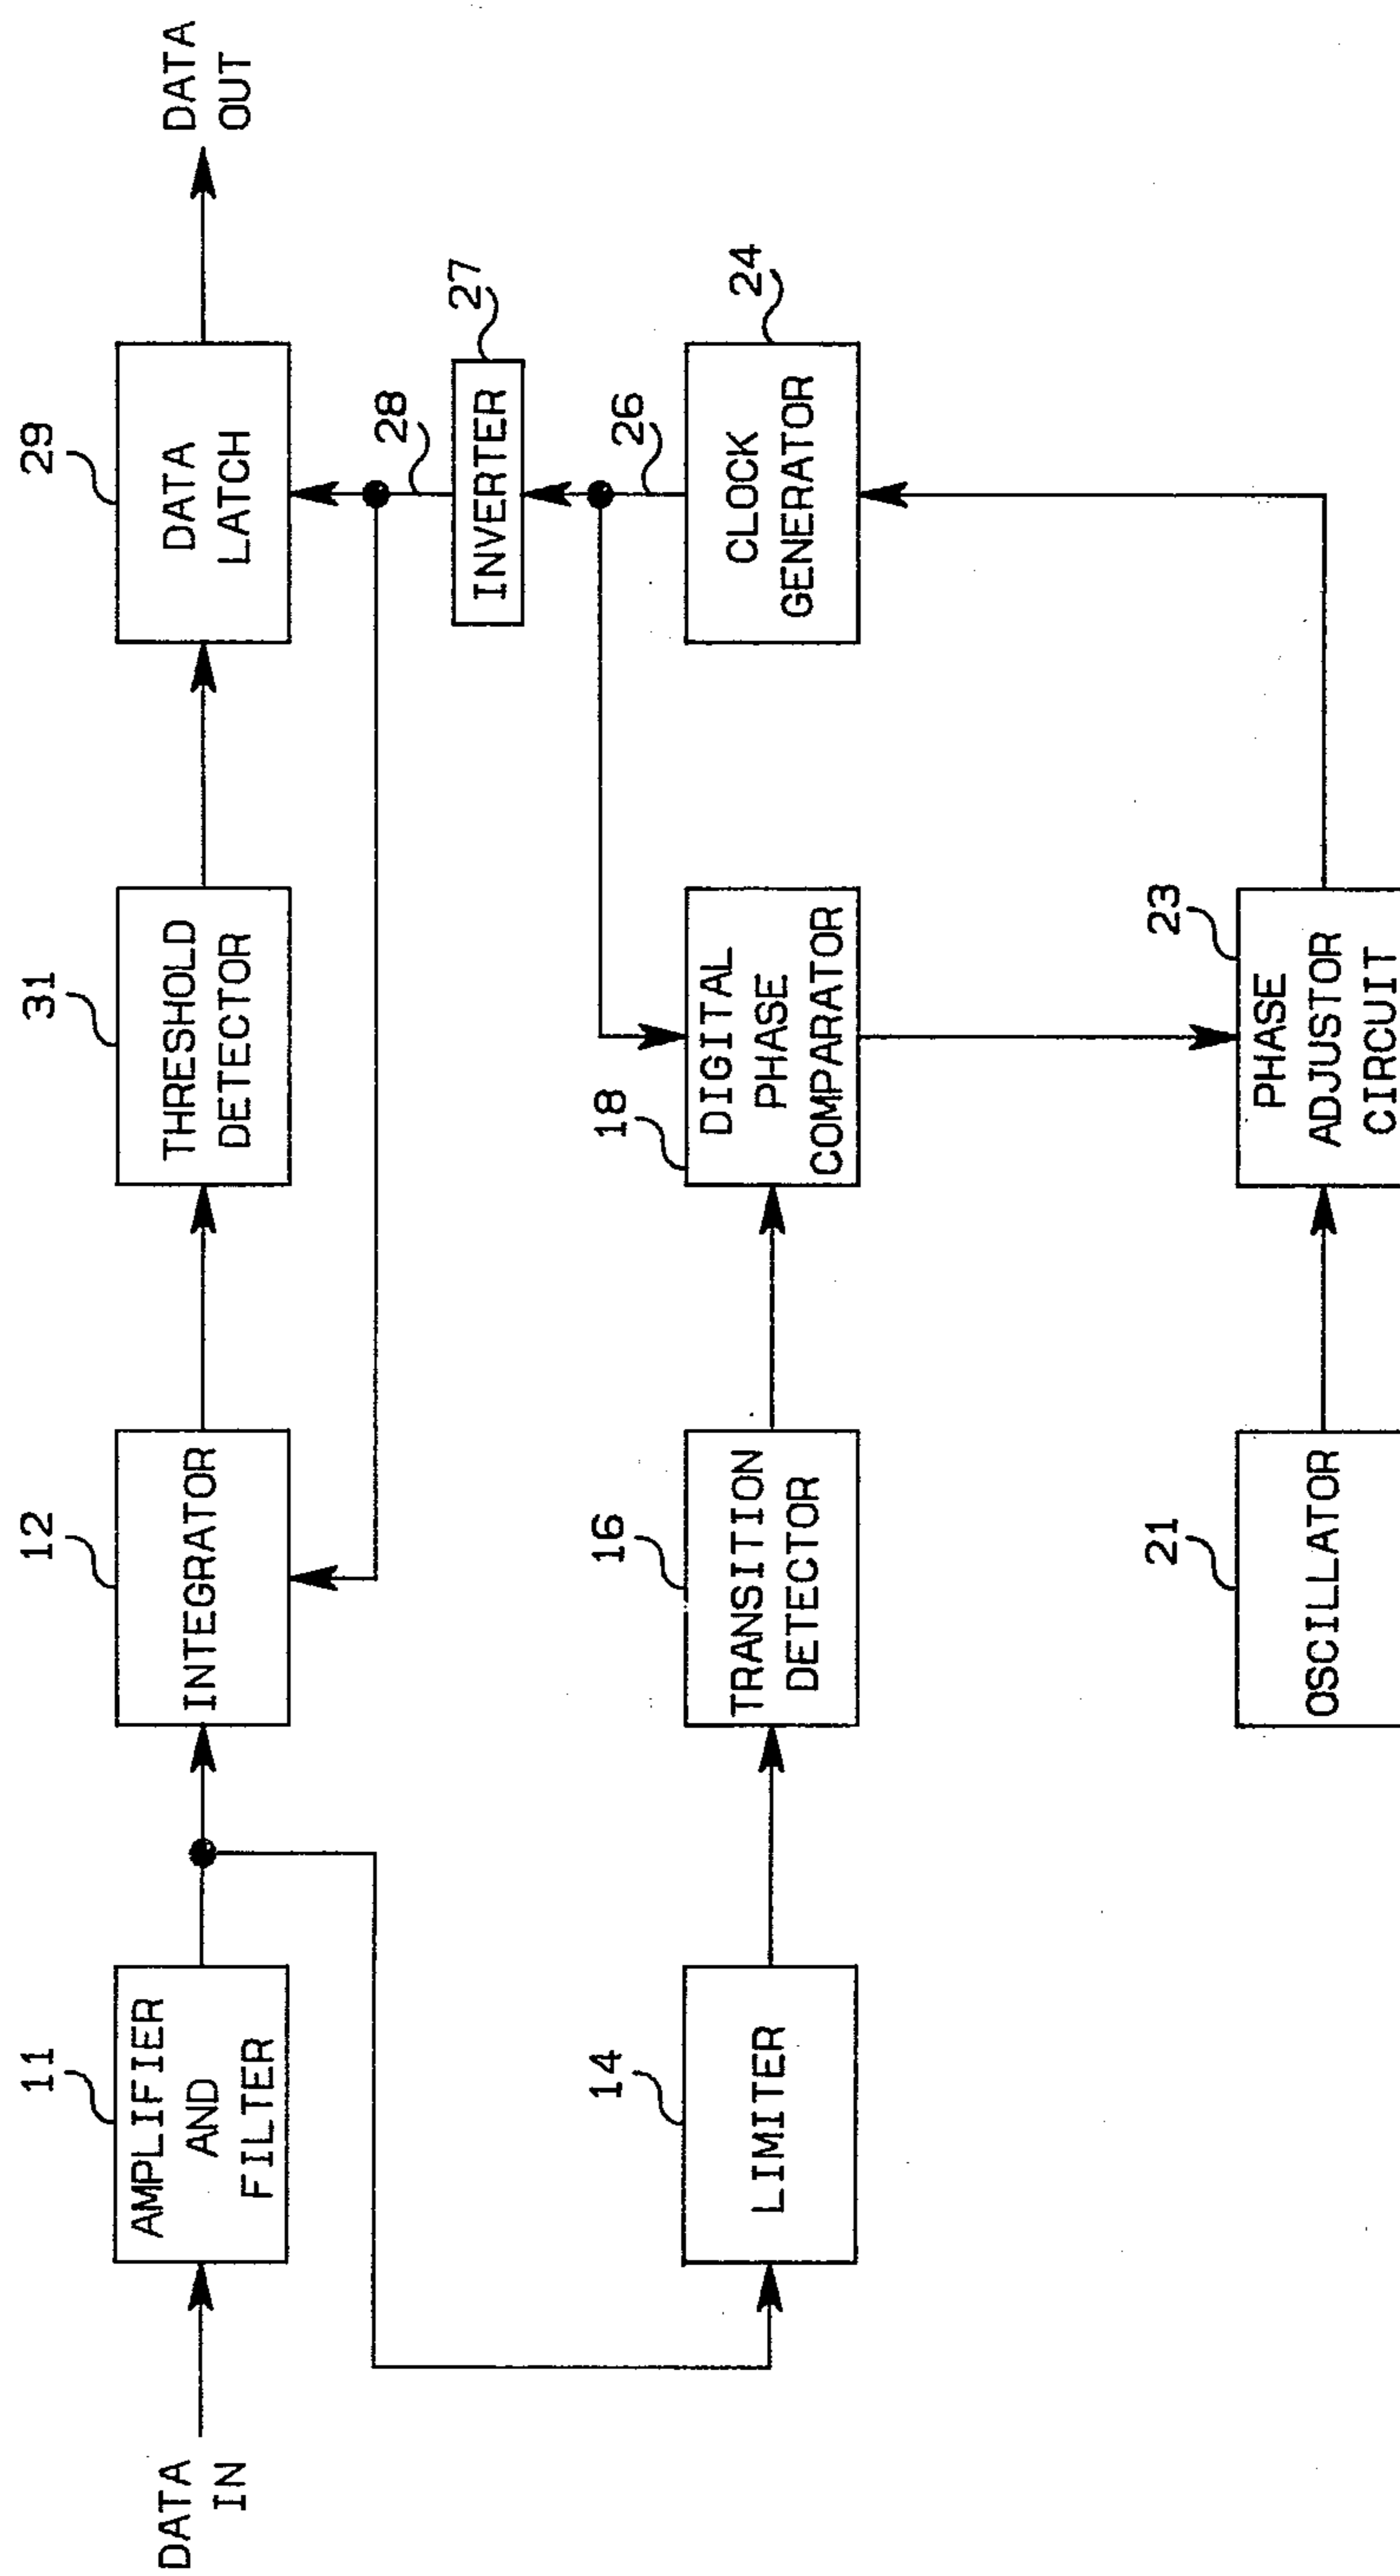 DATA
IN
11
AMPLIFIER
AND
FILTER
12
INTEGRATOR
31
THRESHOLD
DETECTOR
29
DATA
LATCH
DATA
OUT
28
27
INVERTER
26
14
LIMITER
16
TRANSITION
DETECTOR
18
DIGITAL
PHASE
COMPARATOR
24
CLOCK
GENERATOR
21
OSCILLATOR
23
PHASE
ADJUSTOR
CIRCUIT